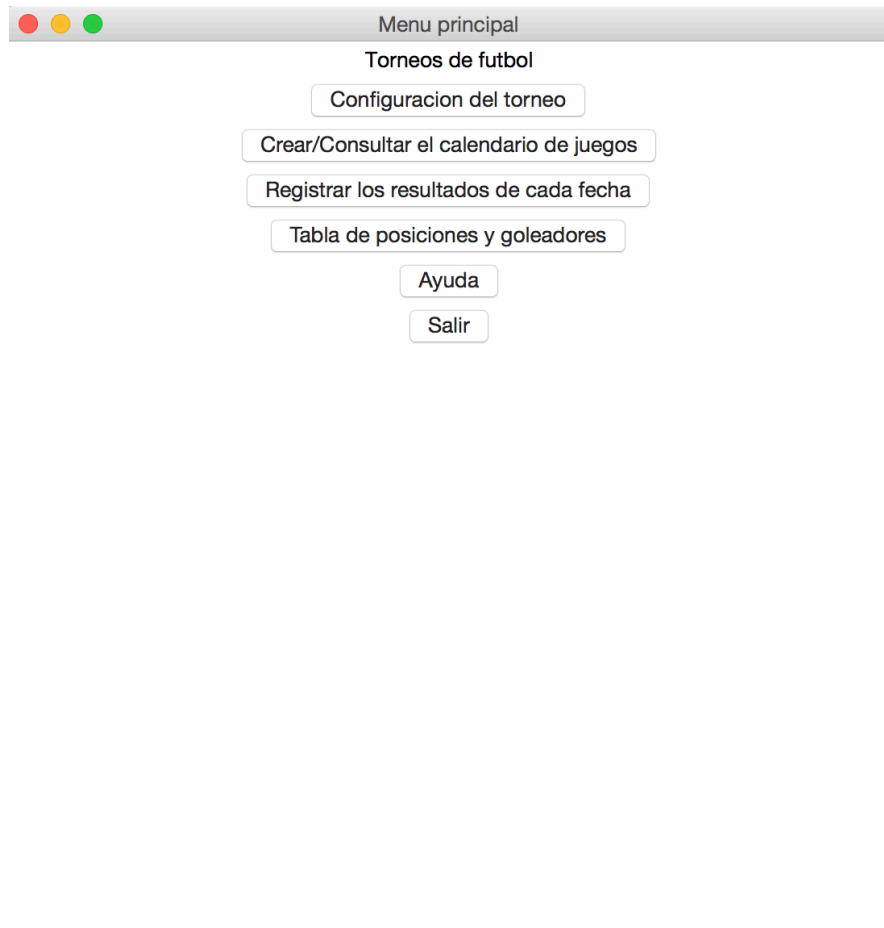 Menu principal
Torneos de futbol
Configuracion del torneo
Crear/Consultar el calendario de juegos
Registrar los resultados de cada fecha
Tabla de posiciones y goleadores
Ayuda
Salir